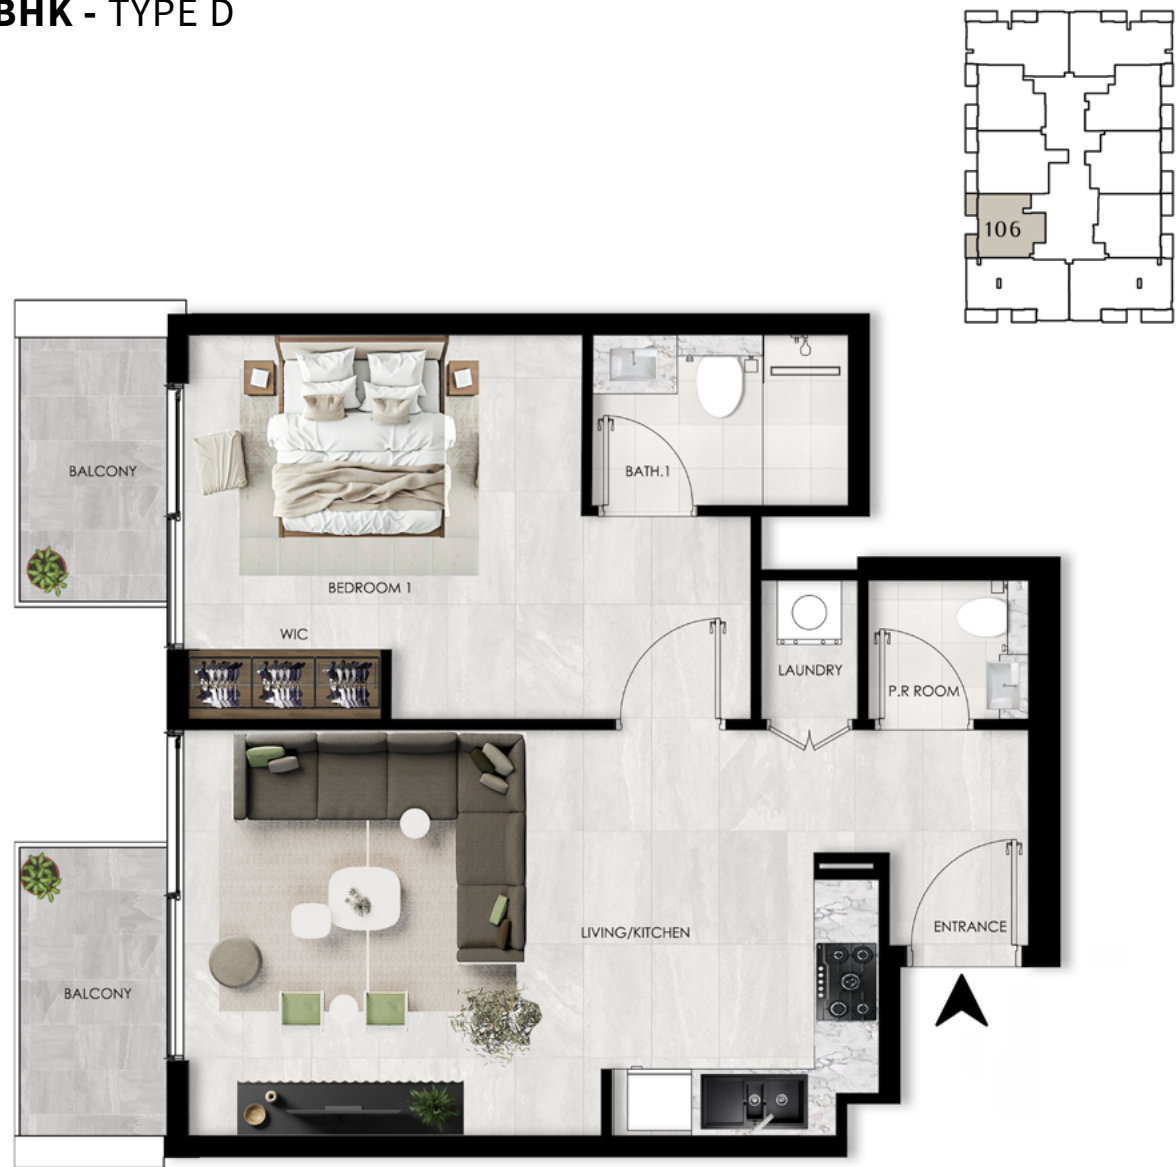 BHK - TYPE D
106
BALCONY
BATH.1
BEDROOM 1
WIC
LAUNDRY
P.R ROOM
LIVING/KITCHEN
ENTRANCE
BALCONY